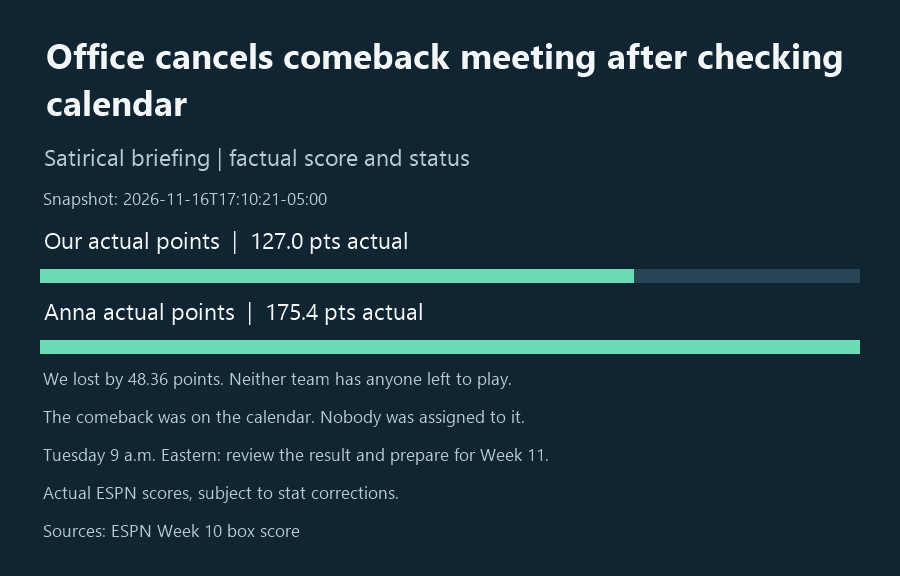 Office cancels comeback meeting after checking
calendar
Satirical briefing | factual score and status
Snapshot: 2026-11-16T17:10:21-05:00
Our actual points | 127.0 pts actual
Anna actual points | 175.4 pts actual
We lost by 48.36 points. Neither team has anyone left to play.
The comeback was on the calendar. Nobody was assigned to it.
Tuesday 9 a.m. Eastern: review the result and prepare for Week 11.
Actual ESPN scores, subject to stat corrections.
Sources: ESPN Week 10 box score